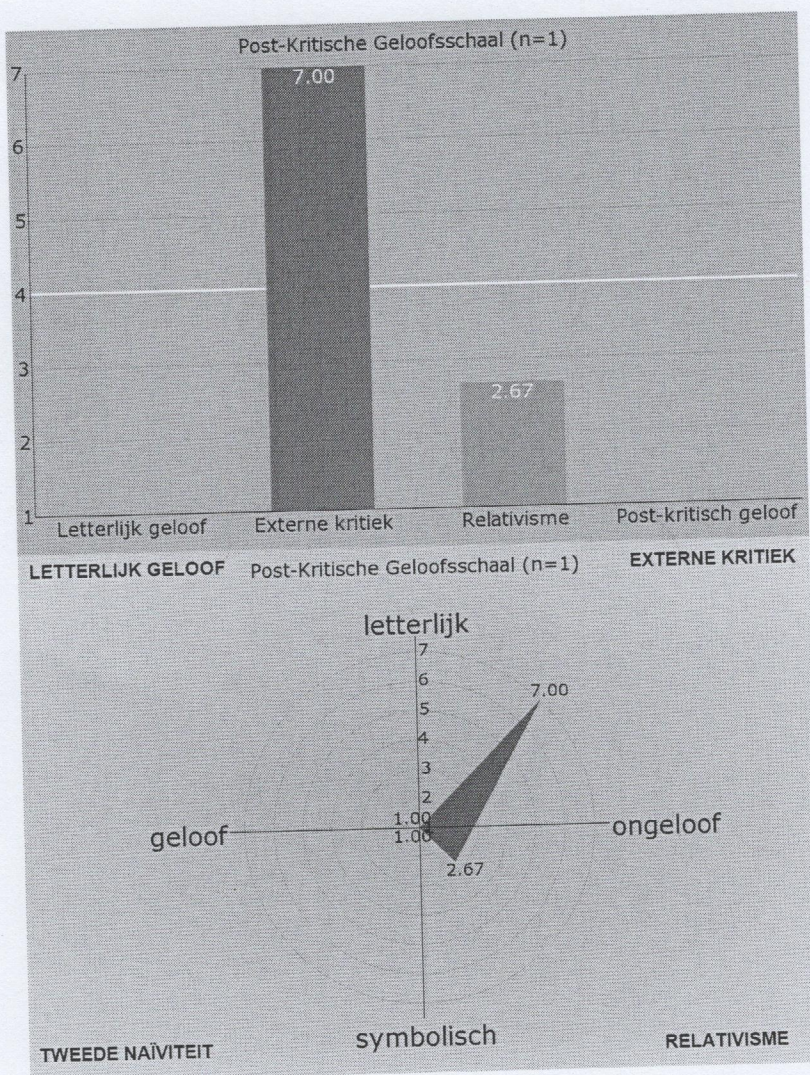 Post-Kritische Geloofsschaal (n=1)
7
7.00
6
5
4
3
2.67
2
1
Letterlijk geloof Externe kritiek Relativisme Post-kritisch geloof
LETTERLIJK GELOOF Post-Kritische Geloofsschaal (n=1) EXTERNE KRITIEK
letterlijk
7
6
7.00
5
4
3
2
1.00
geloof ongeloof
1.00
2.67
symbolisch
TWEEDE NAÏVITEIT RELATIVISME